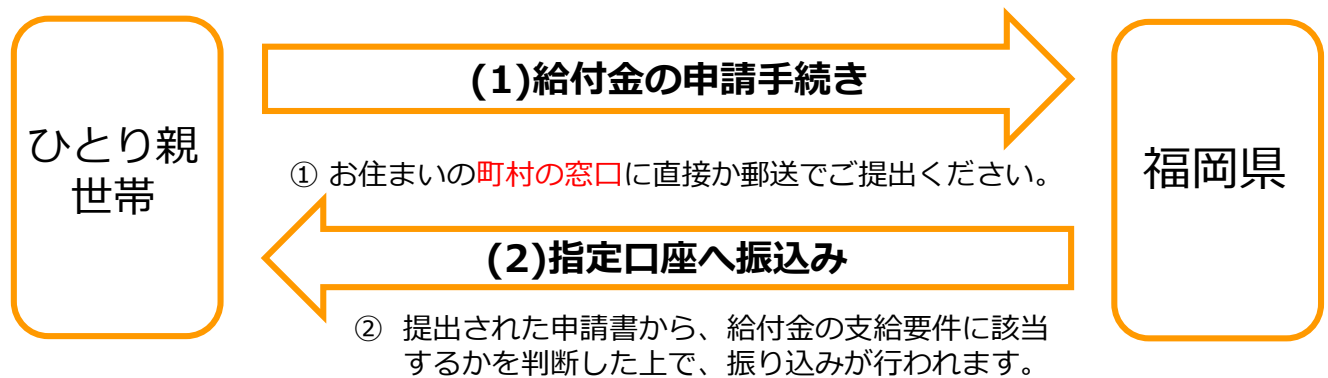 ひとり親
世帯
(1)給付金の申請手続き
① お住まいの町村の窓口に直接か郵送でご提出ください。
(2)指定口座へ振込み
② 提出された申請書から、給付金の支給要件に該当
するかを判断した上で、振り込みが行われます。
福岡県